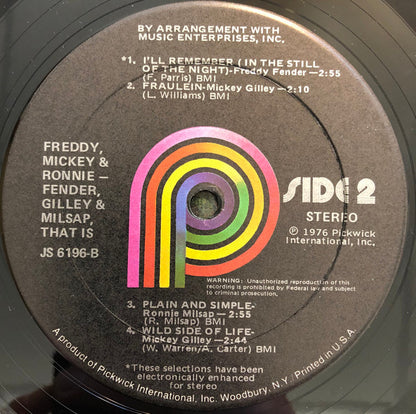 BY ARRANGEMENT WITH
MUSIC ENTERPRISES, INC.
*1. I'LL REMEMBER (IN THE STILL
OF THE NIGHT)-Freddy Fender—2:55
(F. Parris) BMI
2. FRAULEIN-Mickey Gilley—2:10
(L. Williams) BMI
FREDDY,
MICKEY &
RONNIE —
FENDER,
GILLEY &
MILSAP,
THAT IS
JS 6196-B
SIDE 2
STEREO
℗ 1976 Pickwick
International, Inc.
WARNING: Unauthorized reproduction of this
recording is prohibited by Federal law and subject
to criminal prosecution.
3. PLAIN AND SIMPLE-
Ronnie Milsap—2:55
(R. Milsap) BMI
4. WILD SIDE OF LIFE-
Mickey Gilley—2:44
(W. Warren/A. Carter) BMI
*These selections have been
electronically enhanced
for stereo
A product of Pickwick International, Inc. Woodbury, N.Y./Printed in U.S.A.